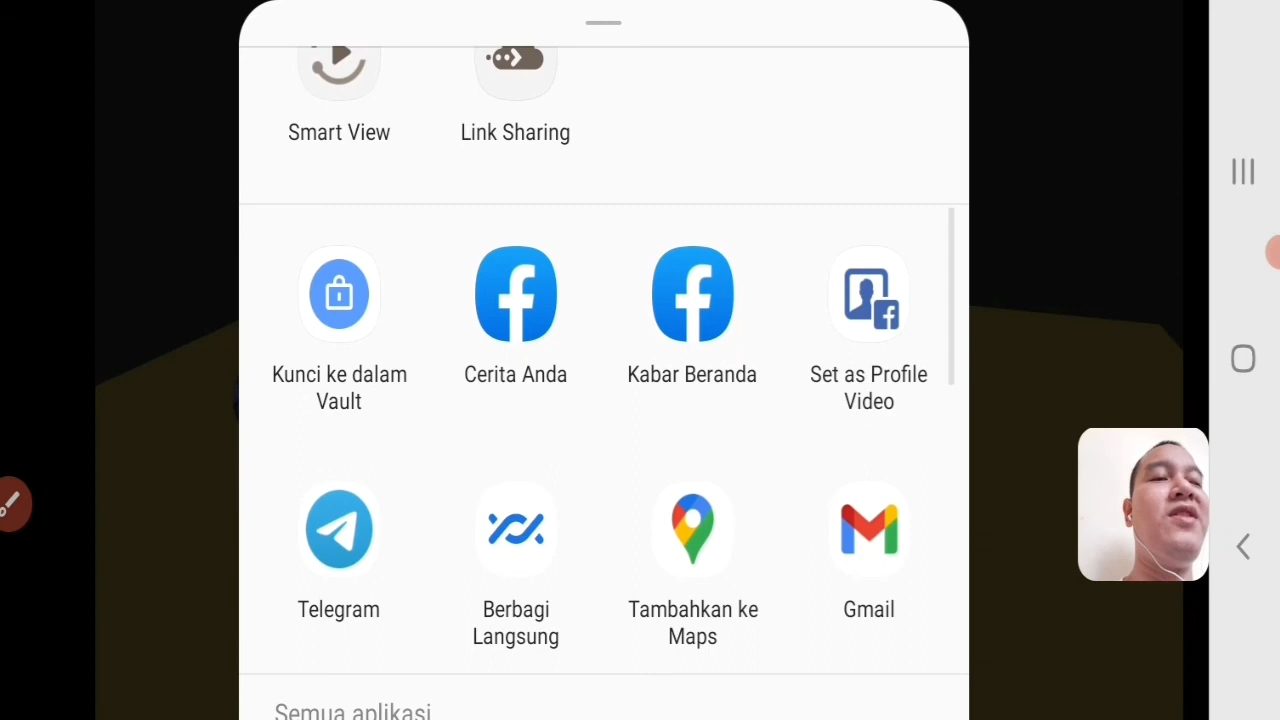 Smart View
Link Sharing
Kunci ke dalam
Vault
Cerita Anda
Kabar Beranda
Set as Profile
Video
Telegram
Berbagi
Langsung
Tambahkan ke
Maps
Gmail
Semua aplikasi